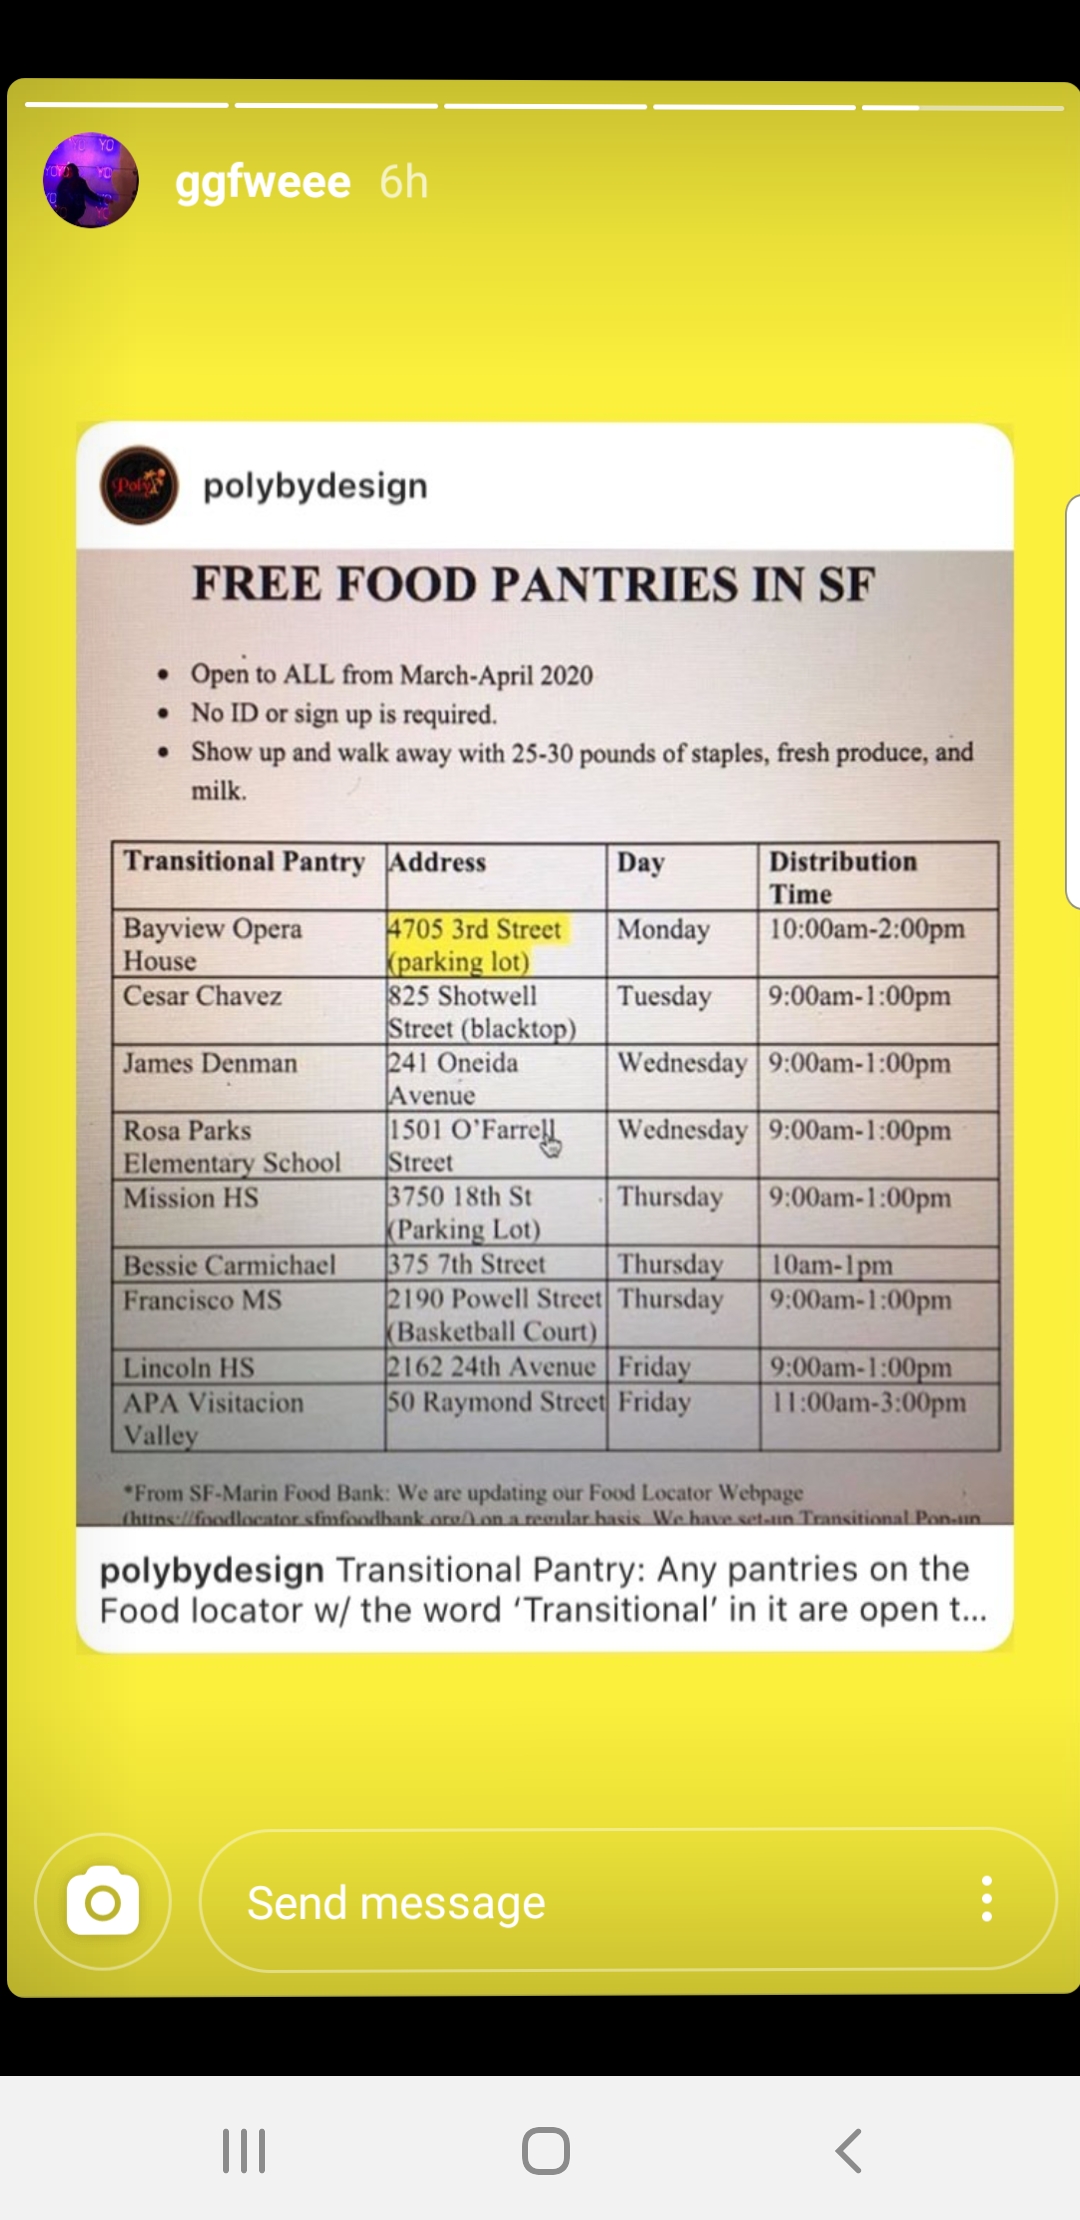 ggfweee 6h
polybydesign
FREE FOOD PANTRIES IN SF
• Open to ALL from March-April 2020
• No ID or sign up is required.
• Show up and walk away with 25-30 pounds of staples, fresh produce, and
milk.
Transitional Pantry Address Day Distribution
Time
Bayview Opera 4705 3rd Street Monday 10:00am-2:00pm
House (parking lot)
Cesar Chavez 825 Shotwell Tuesday 9:00am-1:00pm
Street (blacktop)
James Denman 241 Oneida Wednesday 9:00am-1:00pm
Avenue
Rosa Parks 1501 O'Farrell Wednesday 9:00am-1:00pm
Elementary School Street
Mission HS 3750 18th St Thursday 9:00am-1:00pm
(Parking Lot)
Bessie Carmichael 375 7th Street Thursday 10am-1pm
Francisco MS 2190 Powell Street Thursday 9:00am-1:00pm
(Basketball Court)
Lincoln HS 2162 24th Avenue Friday 9:00am-1:00pm
APA Visitacion 50 Raymond Street Friday 11:00am-3:00pm
Valley
*From SF-Marin Food Bank: We are updating our Food Locator Webpage
(https://foodlocator.sfmfoodbank.org/) on a regular basis. We have set-up Transitional Pop-up
polybydesign Transitional Pantry: Any pantries on the
Food locator w/ the word 'Transitional' in it are open t...
Send message